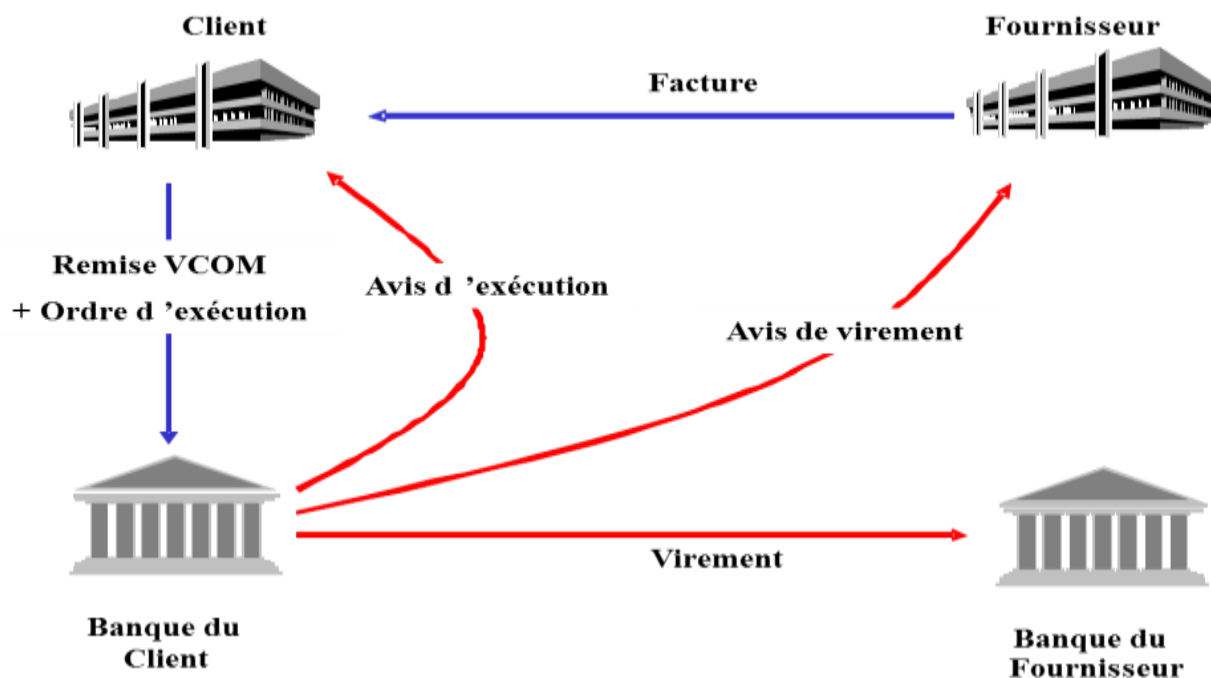 Client
Fournisseur
Facture
Remise VCOM
+ Ordre d ’exécution
Avis d ’exécution
Avis de virement
Virement
Banque du
Client
Banque du
Fournisseur